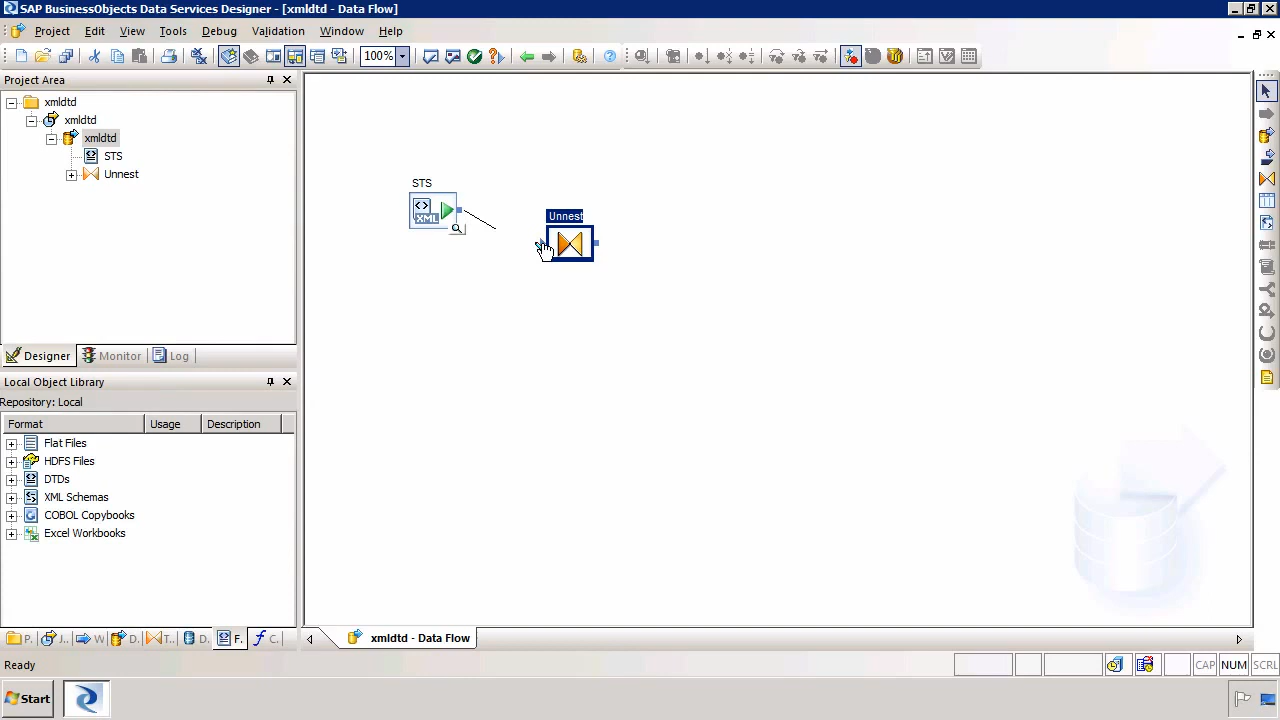 SAP BusinessObjects Data Services Designer - [xmldtd - Data Flow]
Project Edit View Tools Debug Validation Window Help
100%
Project Area
xmldtd
xmldtd
xmldtd
STS
Unnest
STS
XML
Unnest
Designer Monitor Log
Local Object Library
Repository: Local
Format Usage Description
Flat Files
HDFS Files
DTDs
XML Schemas
COBOL Copybooks
Excel Workbooks
P. J.. W D. T.. D. F. C.
xmldtd - Data Flow
Ready
CAP NUM SCRL
Start